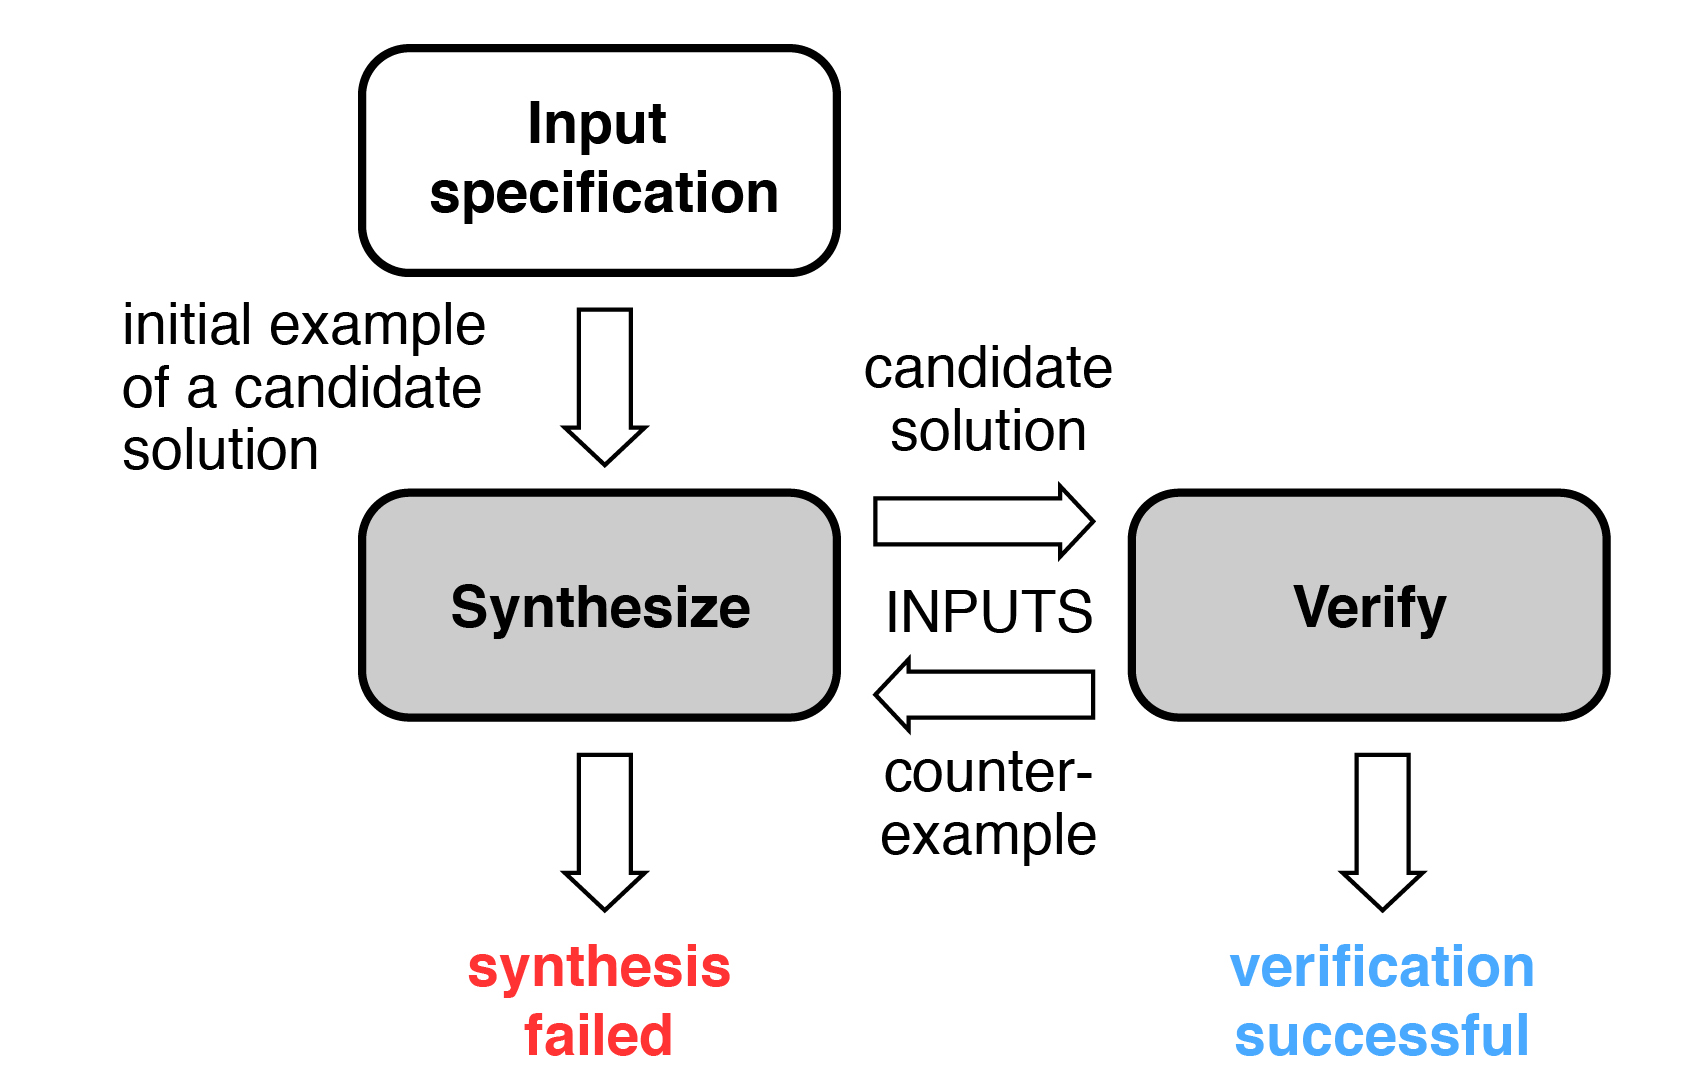 Input
specification
initial example
of a candidate
solution
candidate
solution
Synthesize
INPUTS
Verify
counter-
example
synthesis
failed
verification
successful